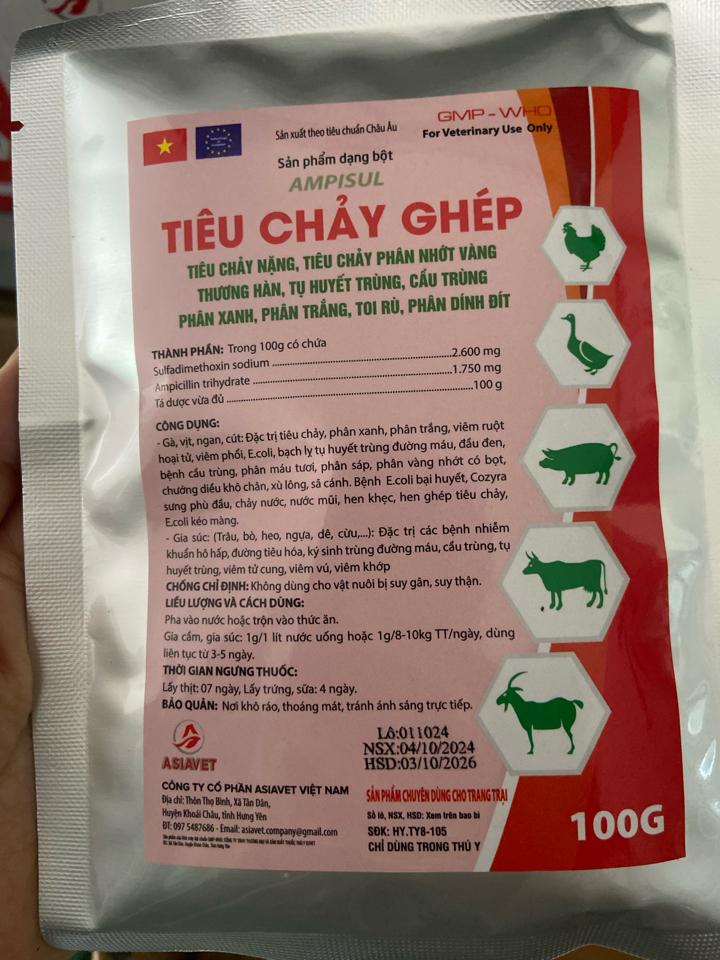 GMP - WHO
Sản xuất theo tiêu chuẩn Châu Âu
For Veterinary Use Only
Sản phẩm dạng bột
AMPISUL
TIÊU CHẢY GHÉP
TIÊU CHẢY NẶNG, TIÊU CHẢY PHÂN NHỚT VÀNG
THƯƠNG HÀN, TỤ HUYẾT TRÙNG, CẦU TRÙNG
PHÂN XANH, PHÂN TRẮNG, TOI RÙ, PHÂN DÍNH ĐÍT
THÀNH PHẦN: Trong 100g có chứa
Sulfadimethoxin sodium ........................................2.600 mg
Ampicillin trihydrate ............................................1.750 mg
Tá dược vừa đủ .......................................................100 g
CÔNG DỤNG:
- Gà, vịt, ngan, cút: Đặc trị tiêu chảy, phân xanh, phân trắng, viêm ruột
hoại tử, viêm phổi, E.coli, bạch lỵ tụ huyết trùng đường máu, đầu đen,
bệnh cầu trùng, phân máu tươi, phân sáp, phân vàng nhớt có bọt,
chướng diều khô chân, xù lông, sã cánh. Bệnh E.coli bại huyết, Cozyra
sưng phù đầu, chảy nước, nước mũi, hen khẹc, hen ghép tiêu chảy,
E.coli kéo màng.
- Gia súc: (Trâu, bò, heo, ngựa, dê, cừu,...): Đặc trị các bệnh nhiễm
khuẩn hô hấp, đường tiêu hóa, ký sinh trùng đường máu, cầu trùng, tụ
huyết trùng, viêm tử cung, viêm vú, viêm khớp
CHỐNG CHỈ ĐỊNH: Không dùng cho vật nuôi bị suy gân, suy thận.
LIỀU LƯỢNG VÀ CÁCH DÙNG:
Pha vào nước hoặc trộn vào thức ăn.
Gia cầm, gia súc: 1g/1 lít nước uống hoặc 1g/8-10kg TT/ngày, dùng
liên tục từ 3-5 ngày.
THỜI GIAN NGƯNG THUỐC:
Lấy thịt: 07 ngày, Lấy trứng, sữa: 4 ngày.
BẢO QUẢN: Nơi khô ráo, thoáng mát, tránh ánh sáng trực tiếp.
Lô:011024
NSX:04/10/2024
HSD:03/10/2026
ASIAVET
CÔNG TY CỔ PHẦN ASIAVET VIỆT NAM
Địa chỉ: Thôn Thọ Bình, Xã Tân Dân,
Huyện Khoái Châu, tỉnh Hưng Yên
ĐT: 097 5487686 - Email: asiavet.company@gmail.com
SẢN PHẨM CHUYÊN DÙNG CHO TRANG TRẠI
Số lô, NSX, HSD: Xem trên bao bì
SĐK: HY.TY8-105
CHỈ DÙNG TRONG THÚ Y
100G